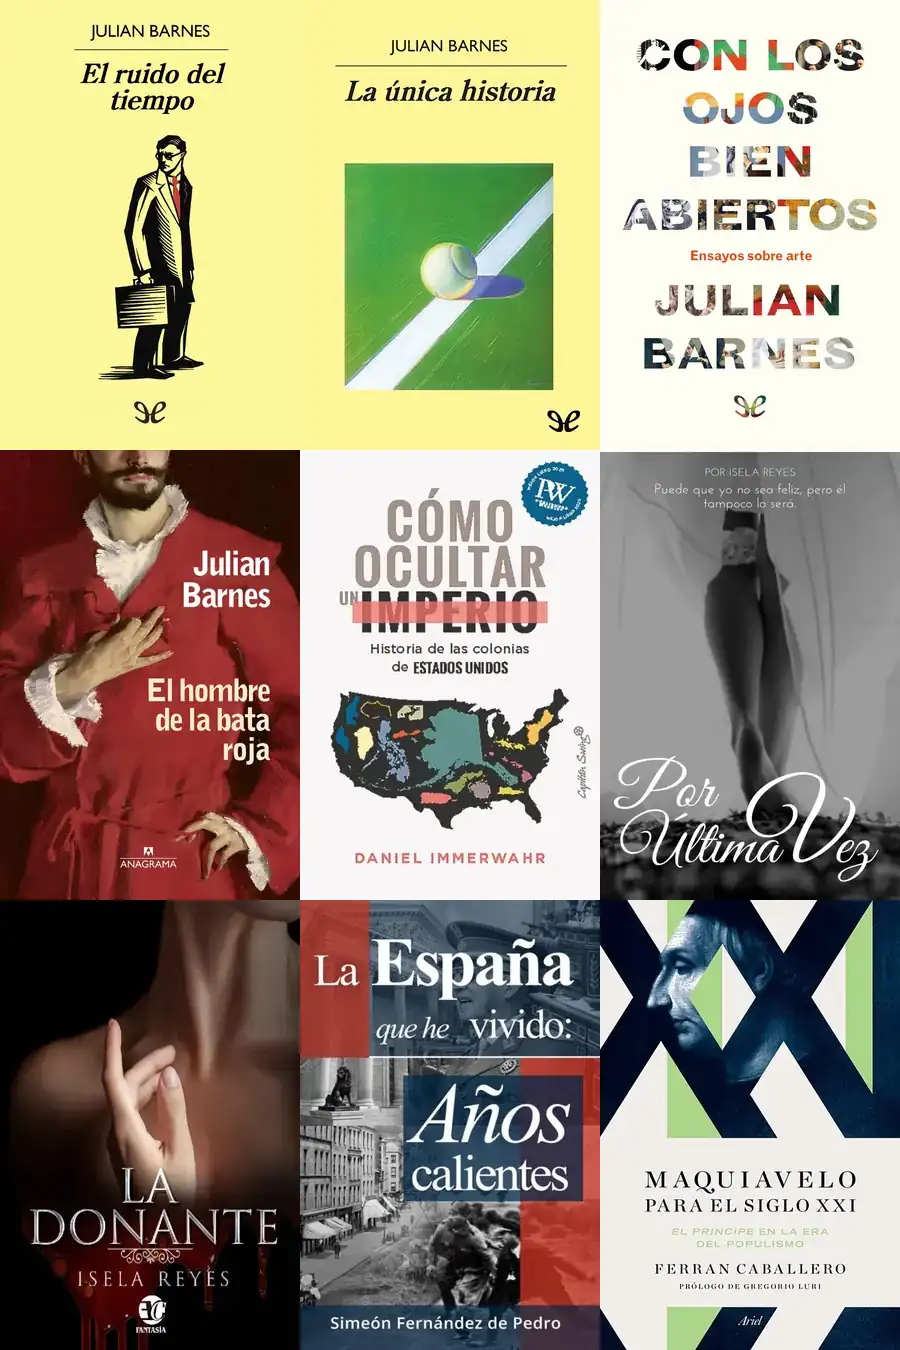 JULIAN BARNES
El ruido del
tiempo
JULIAN BARNES
La única historia
CON LOS
OJOS
BIEN
ABIERTOS
Ensayos sobre arte
JULIAN
BARNES
Julian
Barnes
El hombre
de la bata
roja
ANAGRAMA
PW
CÓMO
OCULTAR
UN IMPERIO
Historia de las colonias
de ESTADOS UNIDOS
Capitán Swing
DANIEL IMMERWAHR
POR ISELA REYES
Puede que yo no sea feliz, pero él
tampoco lo será.
Por
Última Vez
LA
DONANTE
ISELA REYES
FANTASÍA
La España
que he vivido:
Años
calientes
Simeón Fernández de Pedro
XXI
MAQUIAVELO
PARA EL SIGLO XXI
EL PRÍNCIPE EN LA ERA
DEL POPULISMO
FERRAN CABALLERO
PRÓLOGO DE GREGORIO LURI
Ariel